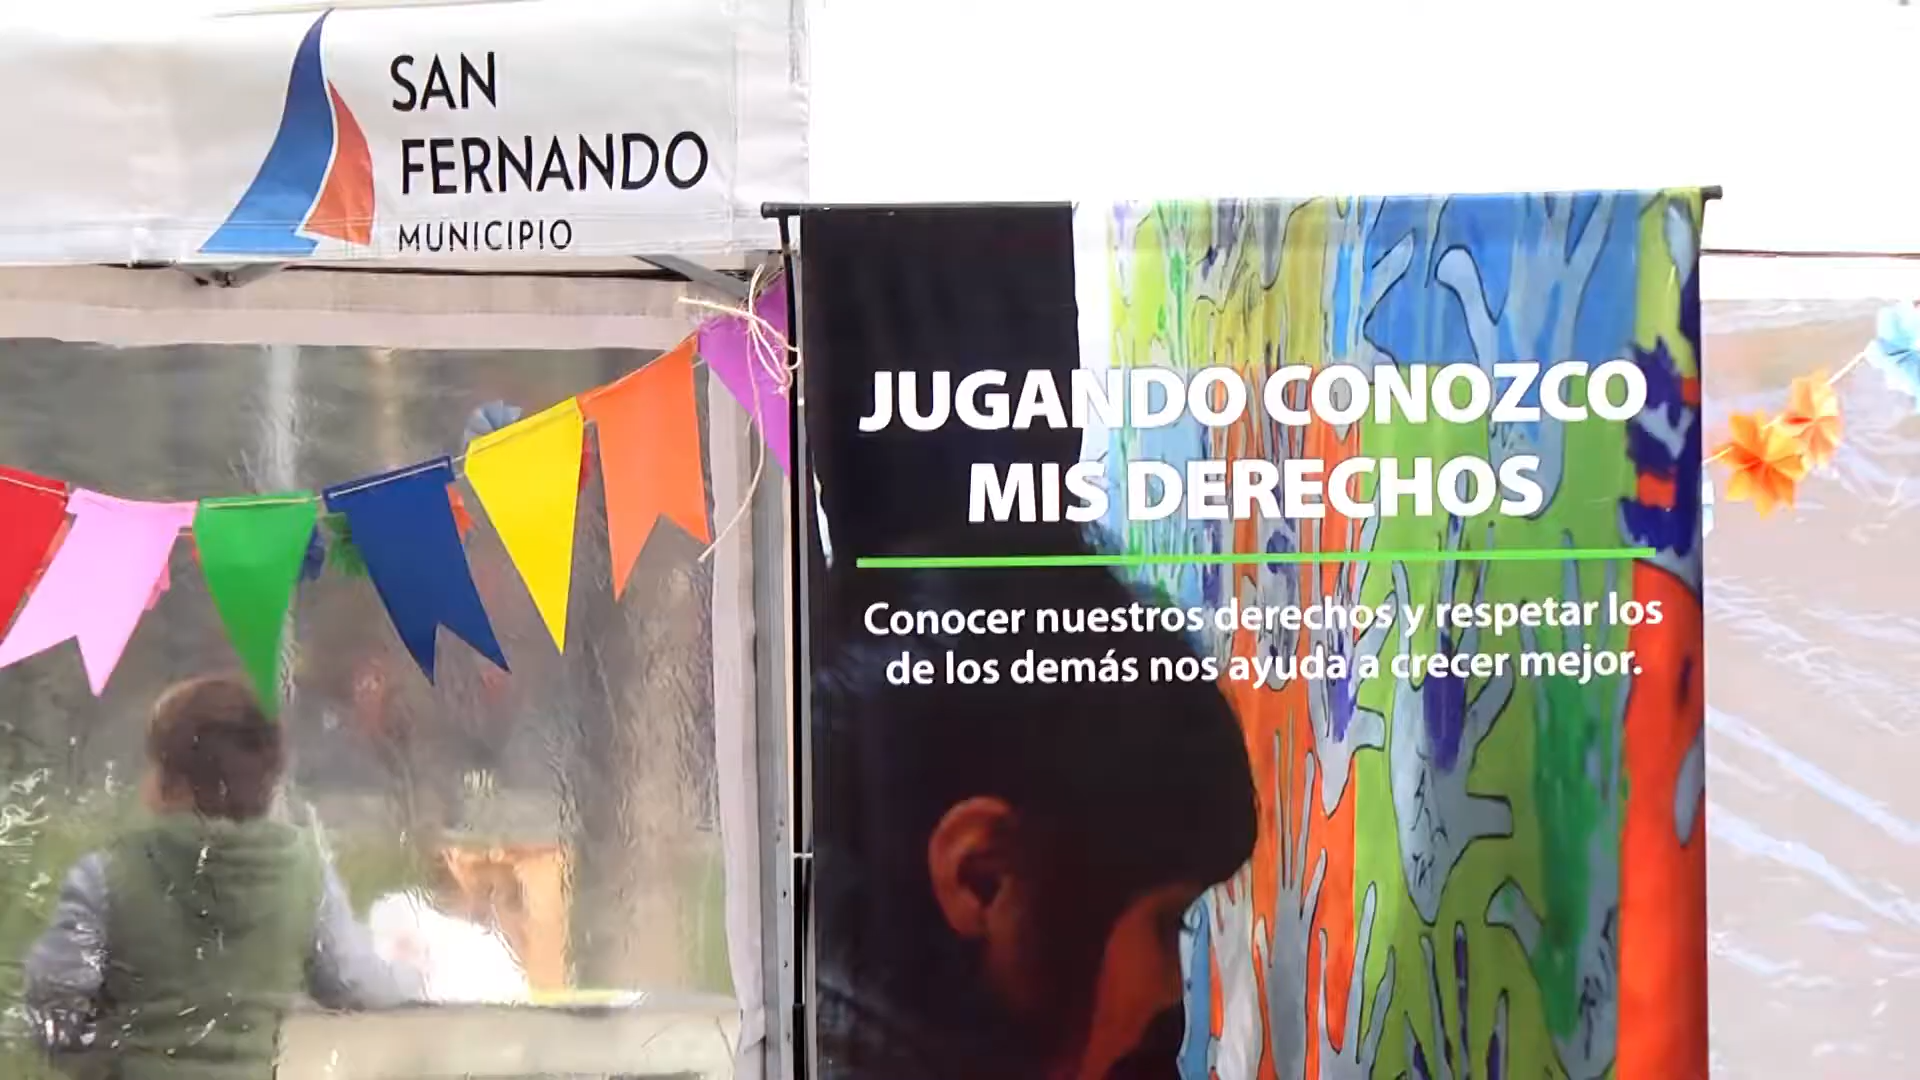 SAN
FERNANDO
MUNICIPIO
JUGANDO CONOZCO
MIS DERECHOS
Conocer nuestros derechos y respetar los
de los demás nos ayuda a crecer mejor.